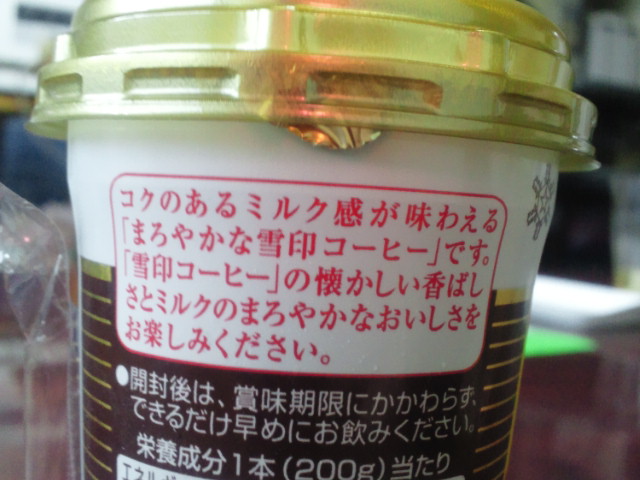 コクのあるミルク感が味わえる
「まろやかな雪印コーヒー」です。
「雪印コーヒー」の懐かしい香ばし
さとミルクのまろやかなおいしさを
お楽しみください。
●開封後は、賞味期限にかかわらず、
できるだけ早めにお飲みください。
栄養成分1本(200g)当たり